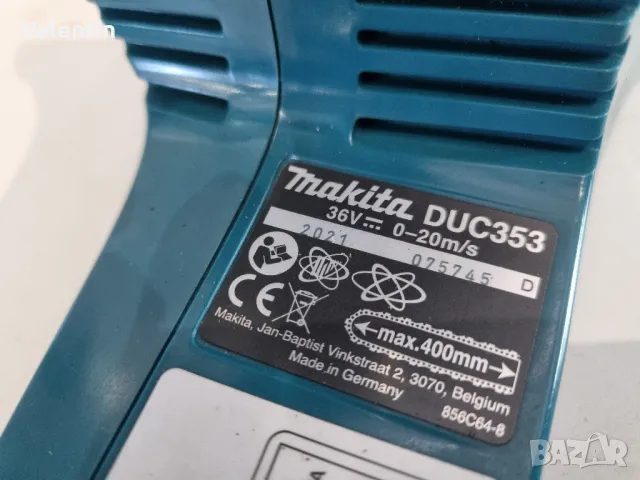 makita DUC353
36V 0–20m/s
2021 075745 D
CE
max.400mm
Makita, Jan-Baptist Vinkstraat 2, 3070, Belgium
Made in Germany
856C64-8
A
BAZAR